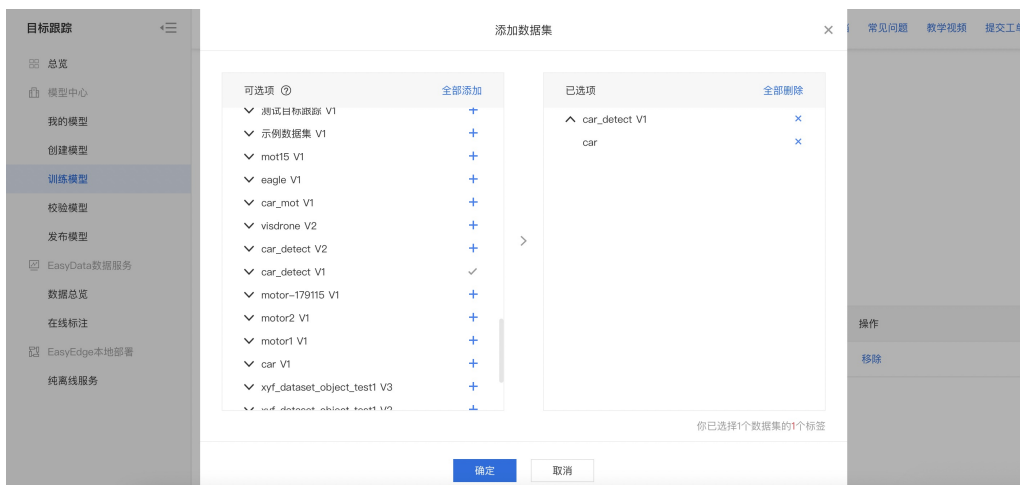 目标跟踪
总览
模型中心
我的模型
创建模型
训练模型
校验模型
发布模型
EasyData数据服务
数据总览
在线标注
EasyEdge本地部署
纯离线服务
添加数据集
可选项
全部添加
测试目标跟踪 V1
示例数据集 V1
mot15 V1
eagle V1
car_mot V1
visdrone V2
car_detect V2
car_detect V1
motor-179115 V1
motor2 V1
motor1 V1
car V1
xyf_dataset_object_test1 V3
xyf_dataset_object_test1 V2
已选项
全部删除
car_detect V1
car
你已选择1个数据集的1个标签
确定
取消
常见问题
教学视频
提交工单
操作
移除